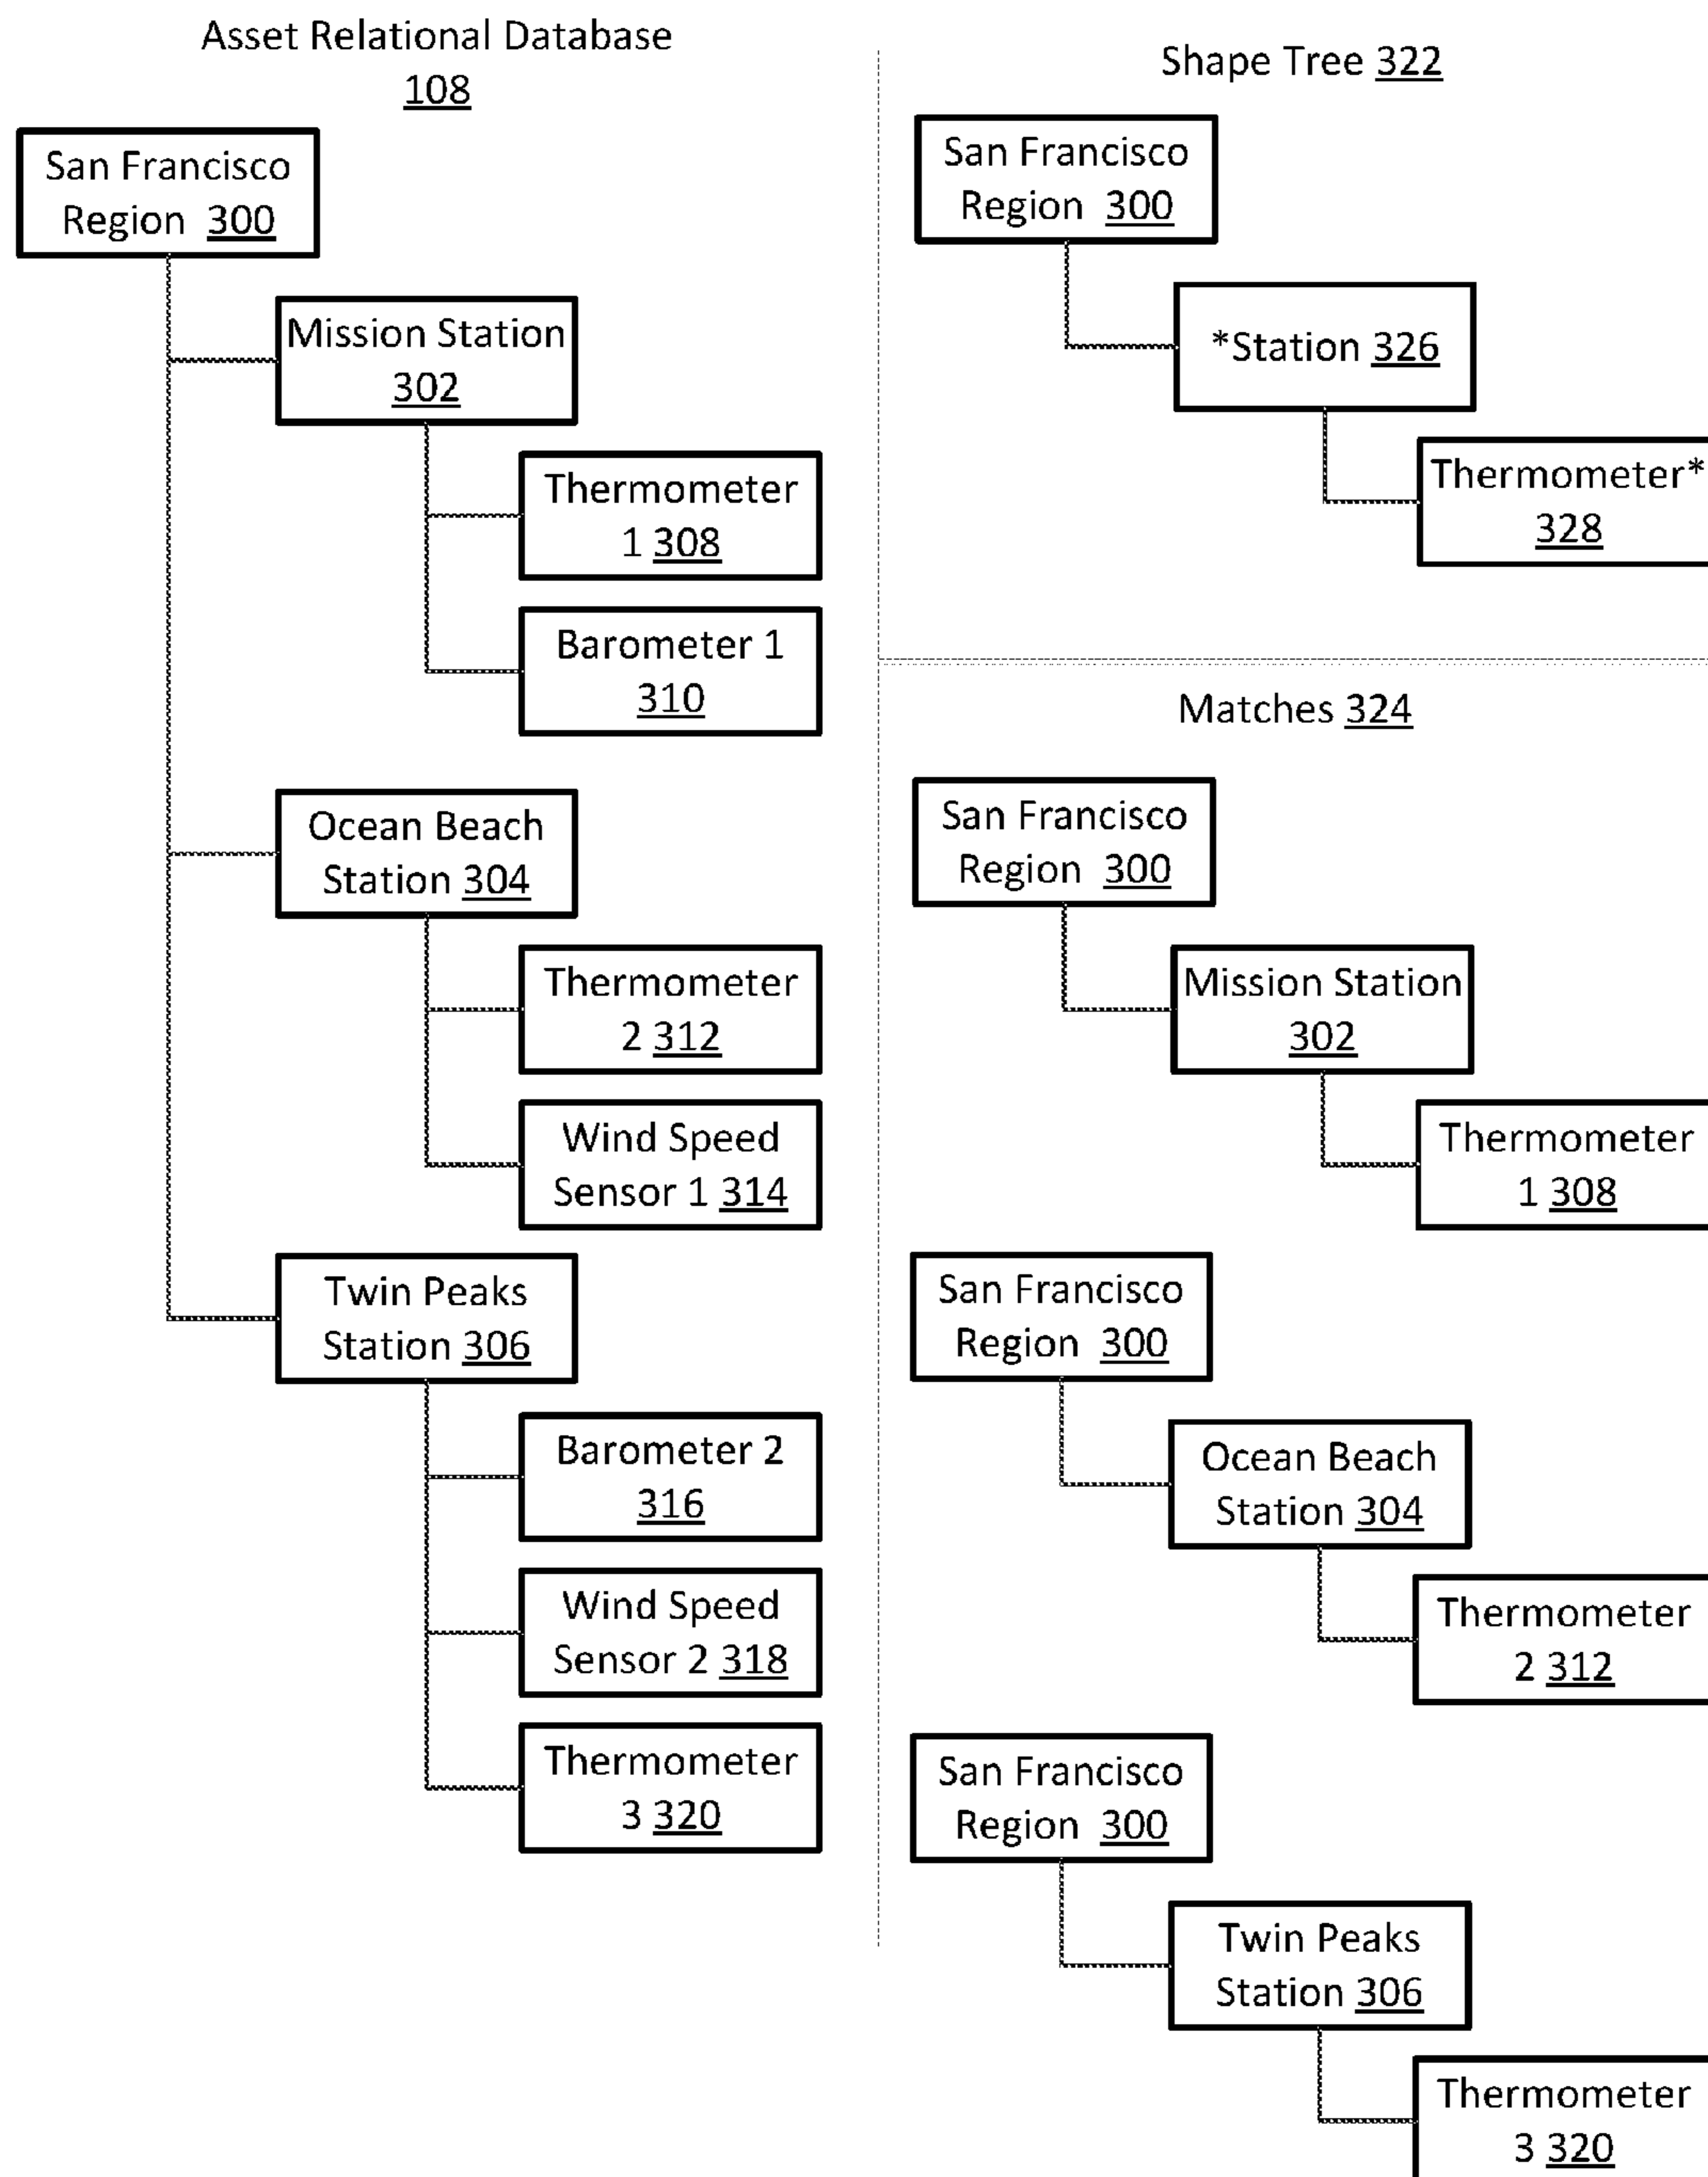 Asset Relational Database
108
San Francisco
Region 300
Mission Station
302
Thermometer
1 308
Barometer 1
310
Ocean Beach
Station 304
Thermometer
2 312
Wind Speed
Sensor 1 314
Twin Peaks
Station 306
Barometer 2
316
Wind Speed
Sensor 2 318
Thermometer
3 320
Shape Tree 322
San Francisco
Region 300
*Station 326
Thermometer*
328
Matches 324
San Francisco
Region 300
Mission Station
302
Thermometer
1 308
San Francisco
Region 300
Ocean Beach
Station 304
Thermometer
2 312
San Francisco
Region 300
Twin Peaks
Station 306
Thermometer
3 320